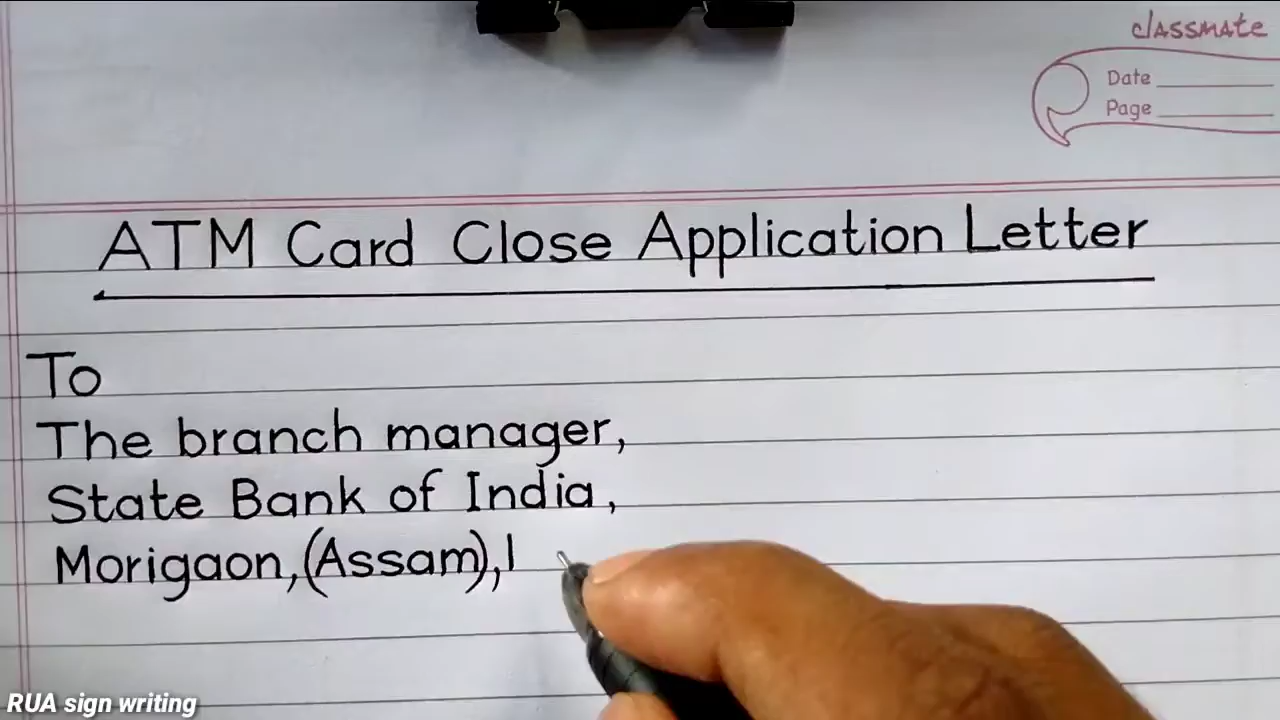 classmate
Date
Page
ATM Card Close Application Letter
To
The branch manager,
State Bank of India,
Morigaon,(Assam),I
RUA sign writing